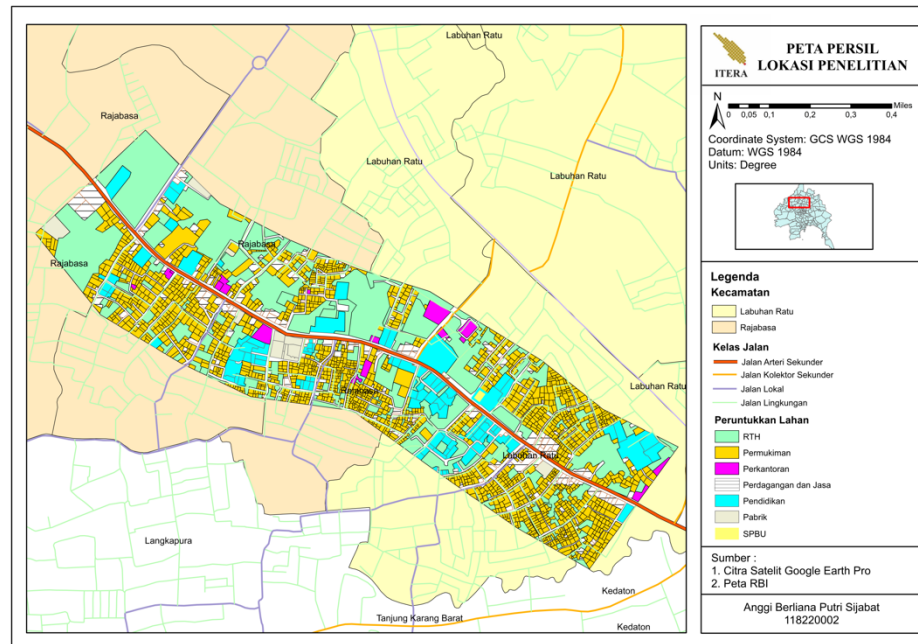 Labuhan Ratu
Rajabasa
Labuhan Ratu
Labuhan Ratu
Rajabasa
Rajabasa
Rajabasa
Labuhan Ratu
Labuhan Ratu
Langkapura
Kedaton
Tanjung Karang Barat
Kedaton
ITERA
PETA PERSIL
LOKASI PENELITIAN
N
0 0,05 0,1 0,2 0,3 0,4
Miles
Coordinate System: GCS WGS 1984
Datum: WGS 1984
Units: Degree
Legenda
Kecamatan
Labuhan Ratu
Rajabasa
Kelas Jalan
Jalan Arteri Sekunder
Jalan Kolektor Sekunder
Jalan Lokal
Jalan Lingkungan
Peruntukkan Lahan
RTH
Permukiman
Perkantoran
Perdagangan dan Jasa
Pendidikan
Pabrik
SPBU
Sumber :
1. Citra Satelit Google Earth Pro
2. Peta RBI
Anggi Berliana Putri Sijabat
118220002